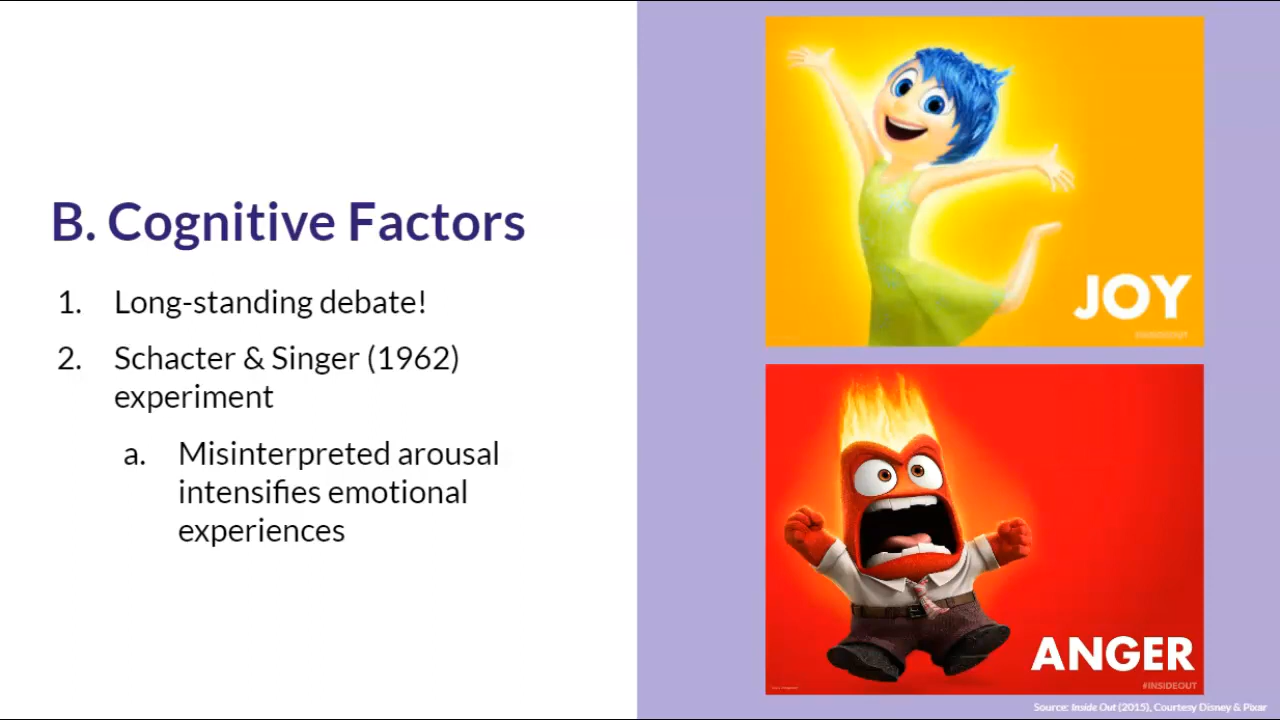 B. Cognitive Factors
1. Long-standing debate!
2. Schacter & Singer (1962)
experiment
a. Misinterpreted arousal
intensifies emotional
experiences
JOY
#INSIDEOUT
ANGER
#INSIDEOUT
Source: Inside Out (2015), Courtesy Disney & Pixar